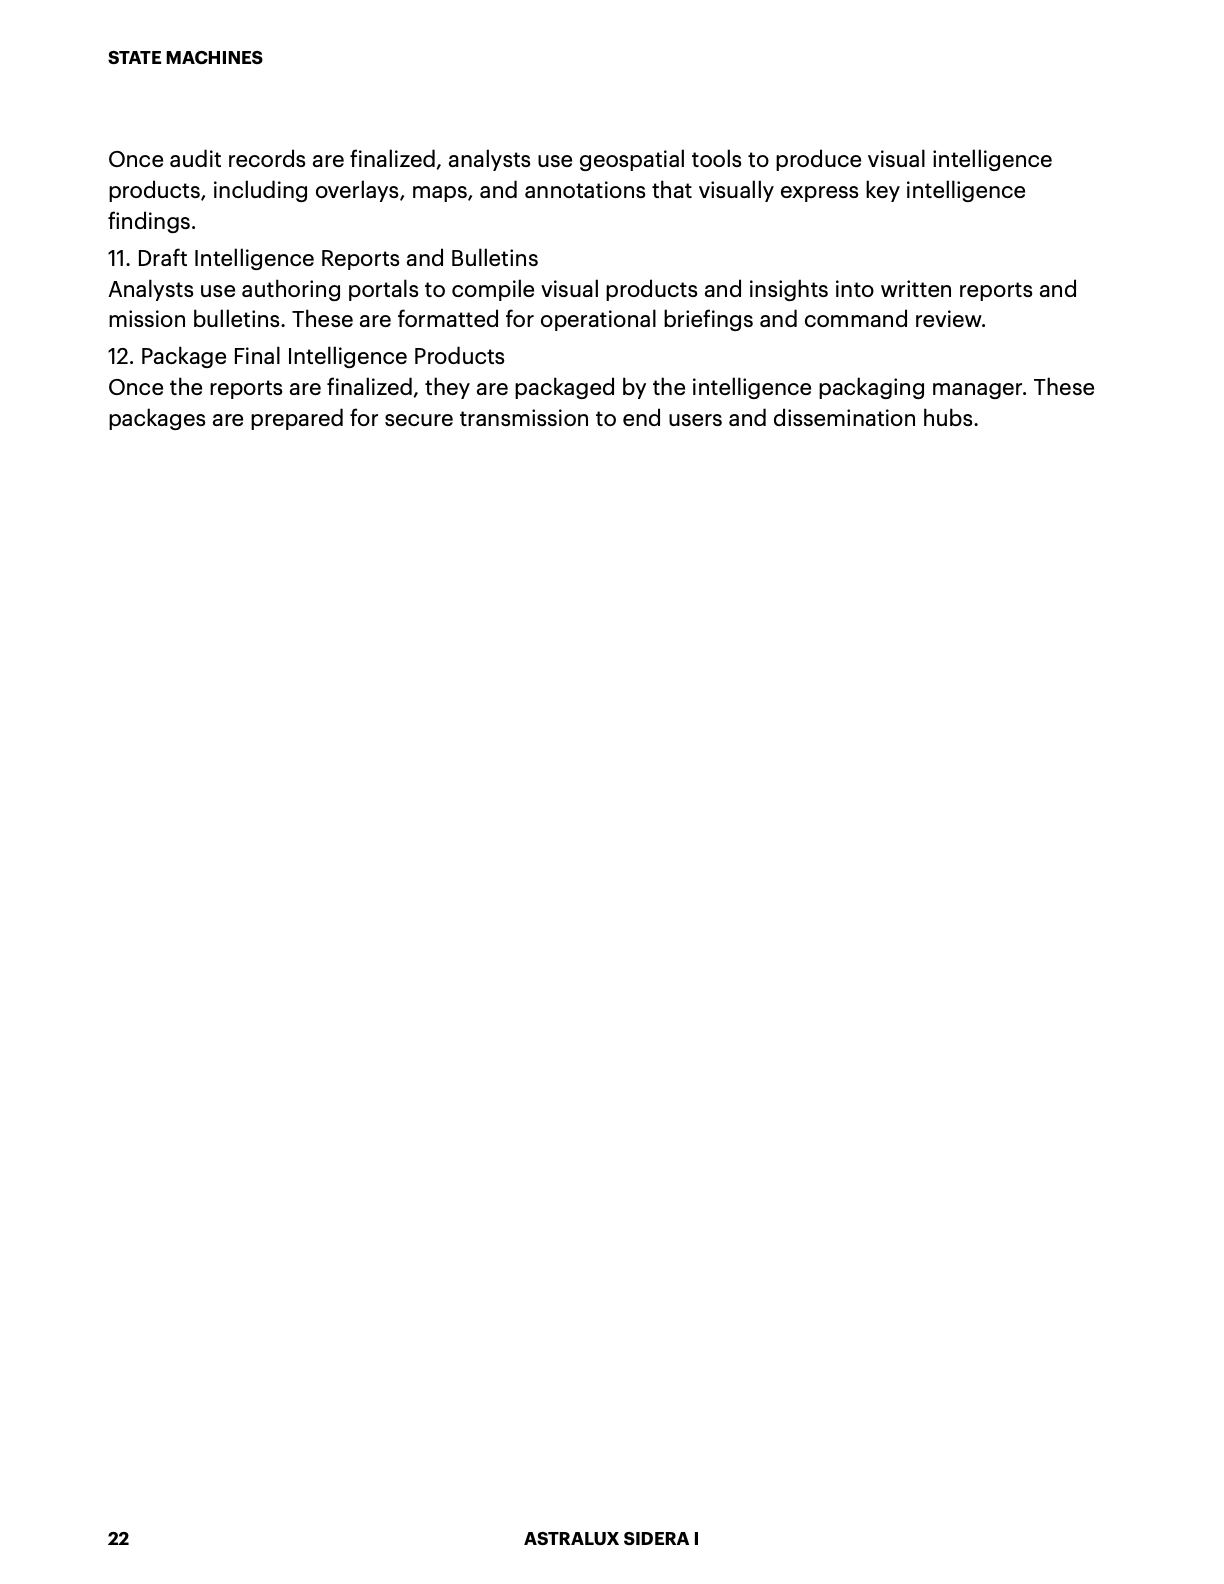 STATE MACHINES
Once audit records are finalized, analysts use geospatial tools to produce visual intelligence
products, including overlays, maps, and annotations that visually express key intelligence
findings.
11. Draft Intelligence Reports and Bulletins
Analysts use authoring portals to compile visual products and insights into written reports and
mission bulletins. These are formatted for operational briefings and command review.
12. Package Final Intelligence Products
Once the reports are finalized, they are packaged by the intelligence packaging manager. These
packages are prepared for secure transmission to end users and dissemination hubs.
22
ASTRALUX SIDERA I